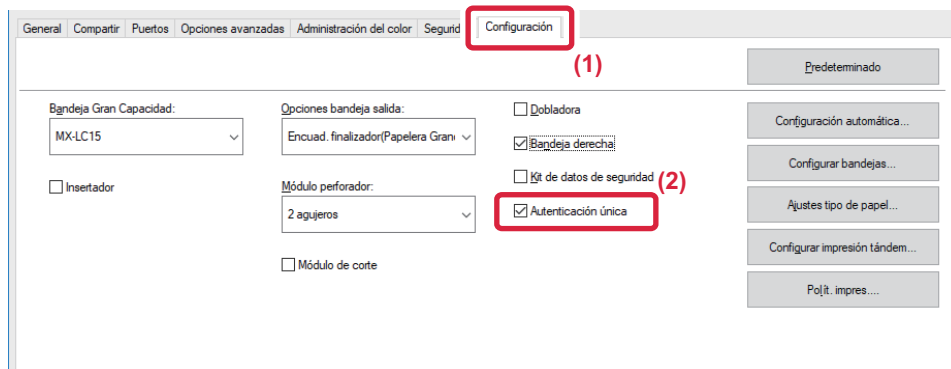 General Compartir Puertos Opciones avanzadas Administración del color Segurid Configuración
(1)
Predeterminado
Bandeja Gran Capacidad:
MX-LC15
Insertador
Opciones bandeja salida:
Encuad. finalizador(Papelera Gran
Módulo perforador:
2 agujeros
Módulo de corte
Dobladora
Bandeja derecha
Kit de datos de seguridad
(2)
Autenticación única
Configuración automática...
Configurar bandejas...
Ajustes tipo de papel...
Configurar impresión tándem...
Polít. impres....